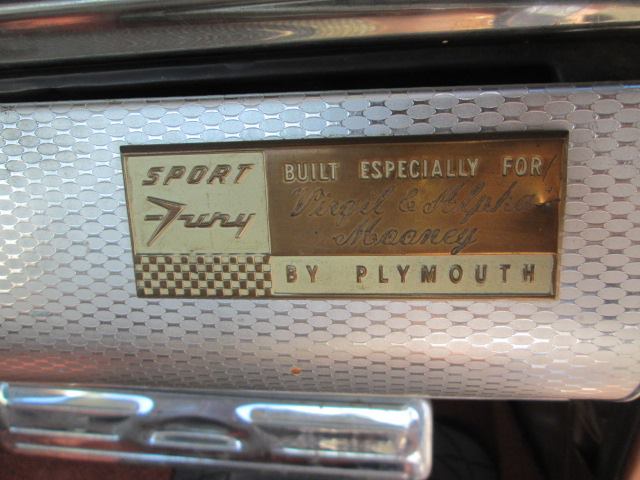 SPORT
Fury
BUILT ESPECIALLY FOR
Virgil & Alpha
Mooney
BY PLYMOUTH